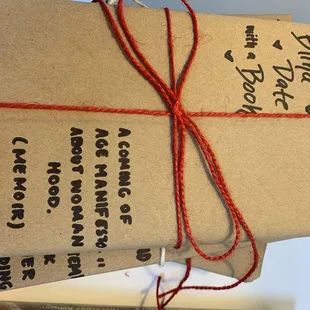 Blind
Date
with a Book
A COMING OF
AGE MANIFESTO..
ABOUT WOMAN
HOOD.
(MEMOIR)